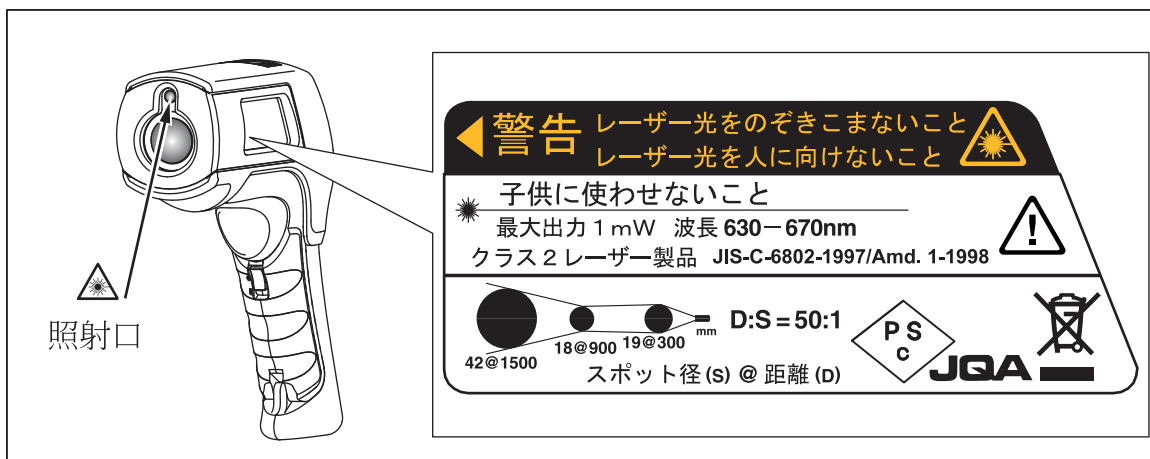 警告 レーザー光をのぞきこまないこと
レーザー光を人に向けないこと
子供に使わせないこと
最大出力1mW 波長 630－670nm
クラス2レーザー製品 JIS-C-6802-1997/Amd. 1-1998
照射口
42@1500 18@900 19@300 mm D:S = 50:1
スポット径 (S) @ 距離 (D)
PS
C
JQA